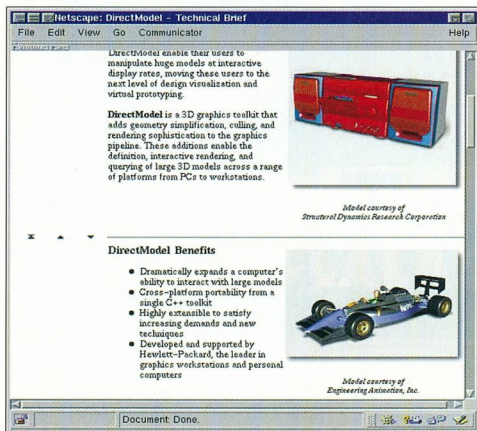 Netscape: DirectModel – Technical Brief
File Edit View Go Communicator Help
DirectModel enable their users to
manipulate huge models at interactive
display rates, moving these users to the
next level of design visualization and
virtual prototyping.
DirectModel is a 3D graphics toolkit that
adds geometry simplification, culling, and
rendering sophistication to the graphics
pipeline. These additions enable the
definition, interactive rendering, and
querying of large 3D models across a range
of platforms from PCs to workstations.
Model courtesy of
Structural Dynamics Research Corporation
DirectModel Benefits
● Dramatically expands a computer's
ability to interact with large models
● Cross-platform portability from a
single C++ toolkit
● Highly extensible to satisfy
increasing demands and new
techniques
● Developed and supported by
Hewlett-Packard, the leader in
graphics workstations and personal
computers
Model courtesy of
Engineering Animation, Inc.
Document: Done.